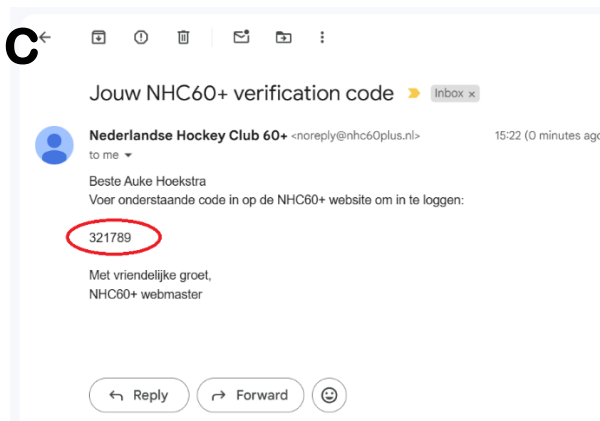 C
Jouw NHC60+ verification code Inbox ×
Nederlandse Hockey Club 60+ <noreply@nhc60plus.nl> 15:22 (0 minutes ago
to me
Beste Auke Hoekstra
Voer onderstaande code in op de NHC60+ website om in te loggen:
321789
Met vriendelijke groet,
NHC60+ webmaster
Reply Forward